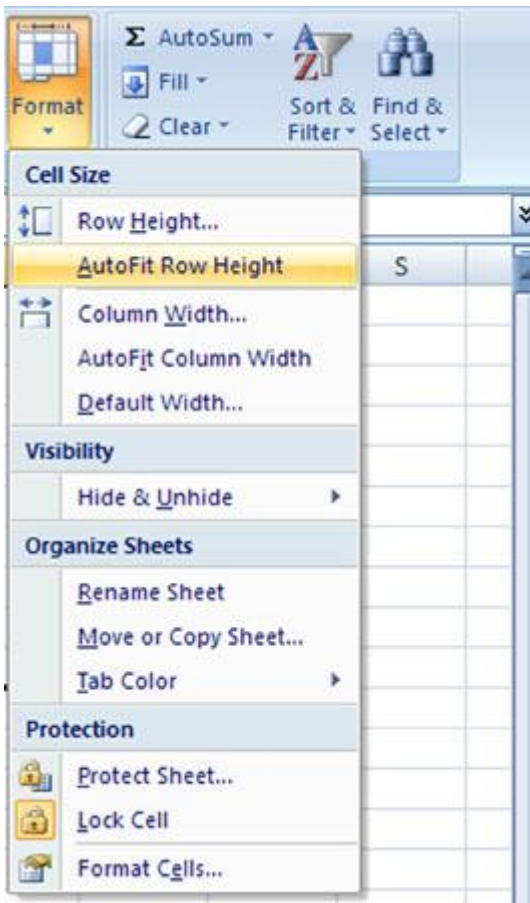 Format
Σ AutoSum
Fill
Clear
Sort & Filter
Find & Select
Cell Size
Row Height...
AutoFit Row Height
S
Column Width...
AutoFit Column Width
Default Width...
Visibility
Hide & Unhide
Organize Sheets
Rename Sheet
Move or Copy Sheet...
Tab Color
Protection
Protect Sheet...
Lock Cell
Format Cells...